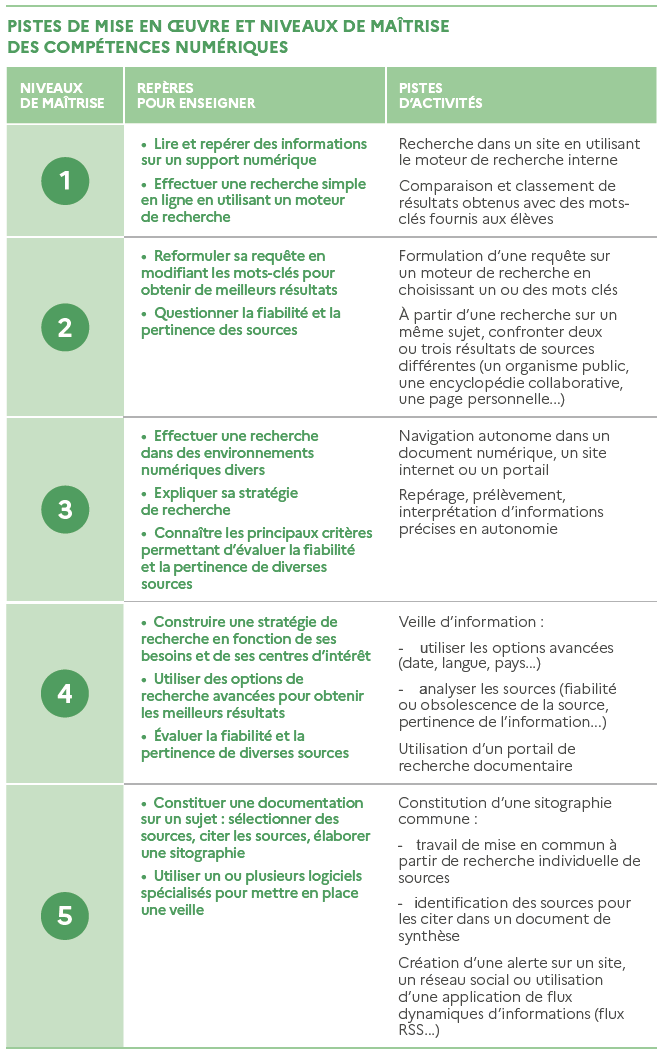 PISTES DE MISE EN ŒUVRE ET NIVEAUX DE MAÎTRISE
DES COMPÉTENCES NUMÉRIQUES
NIVEAUX
DE MAÎTRISE
REPÈRES
POUR ENSEIGNER
PISTES
D'ACTIVITÉS
1
• Lire et repérer des informations
sur un support numérique
• Effectuer une recherche simple
en ligne en utilisant un moteur
de recherche
Recherche dans un site en utilisant
le moteur de recherche interne
Comparaison et classement de
résultats obtenus avec des mots-
clés fournis aux élèves
2
• Reformuler sa requête en
modifiant les mots-clés pour
obtenir de meilleurs résultats
• Questionner la fiabilité et la
pertinence des sources
Formulation d'une requête sur
un moteur de recherche en
choisissant un ou des mots clés
À partir d'une recherche sur un
même sujet, confronter deux
ou trois résultats de sources
différentes (un organisme public,
une encyclopédie collaborative,
une page personnelle...)
3
• Effectuer une recherche
dans des environnements
numériques divers
• Expliquer sa stratégie
de recherche
• Connaître les principaux critères
permettant d'évaluer la fiabilité
et la pertinence de diverses
sources
Navigation autonome dans un
document numérique, un site
internet ou un portail
Repérage, prélèvement,
interprétation d'informations
précises en autonomie
4
• Construire une stratégie de
recherche en fonction de ses
besoins et de ses centres d'intérêt
• Utiliser des options de
recherche avancées pour obtenir
les meilleurs résultats
• Évaluer la fiabilité et la
pertinence de diverses sources
Veille d'information :
- utiliser les options avancées
(date, langue, pays...)
- analyser les sources (fiabilité
ou obsolescence de la source,
pertinence de l'information...)
Utilisation d'un portail de
recherche documentaire
5
• Constituer une documentation
sur un sujet : sélectionner des
sources, citer les sources, élaborer
une sitographie
• Utiliser un ou plusieurs logiciels
spécialisés pour mettre en place
une veille
Constitution d'une sitographie
commune :
- travail de mise en commun à
partir de recherche individuelle de
sources
- identification des sources pour
les citer dans un document de
synthèse
Création d'une alerte sur un site,
un réseau social ou utilisation
d'une application de flux
dynamiques d'informations (flux
RSS...)